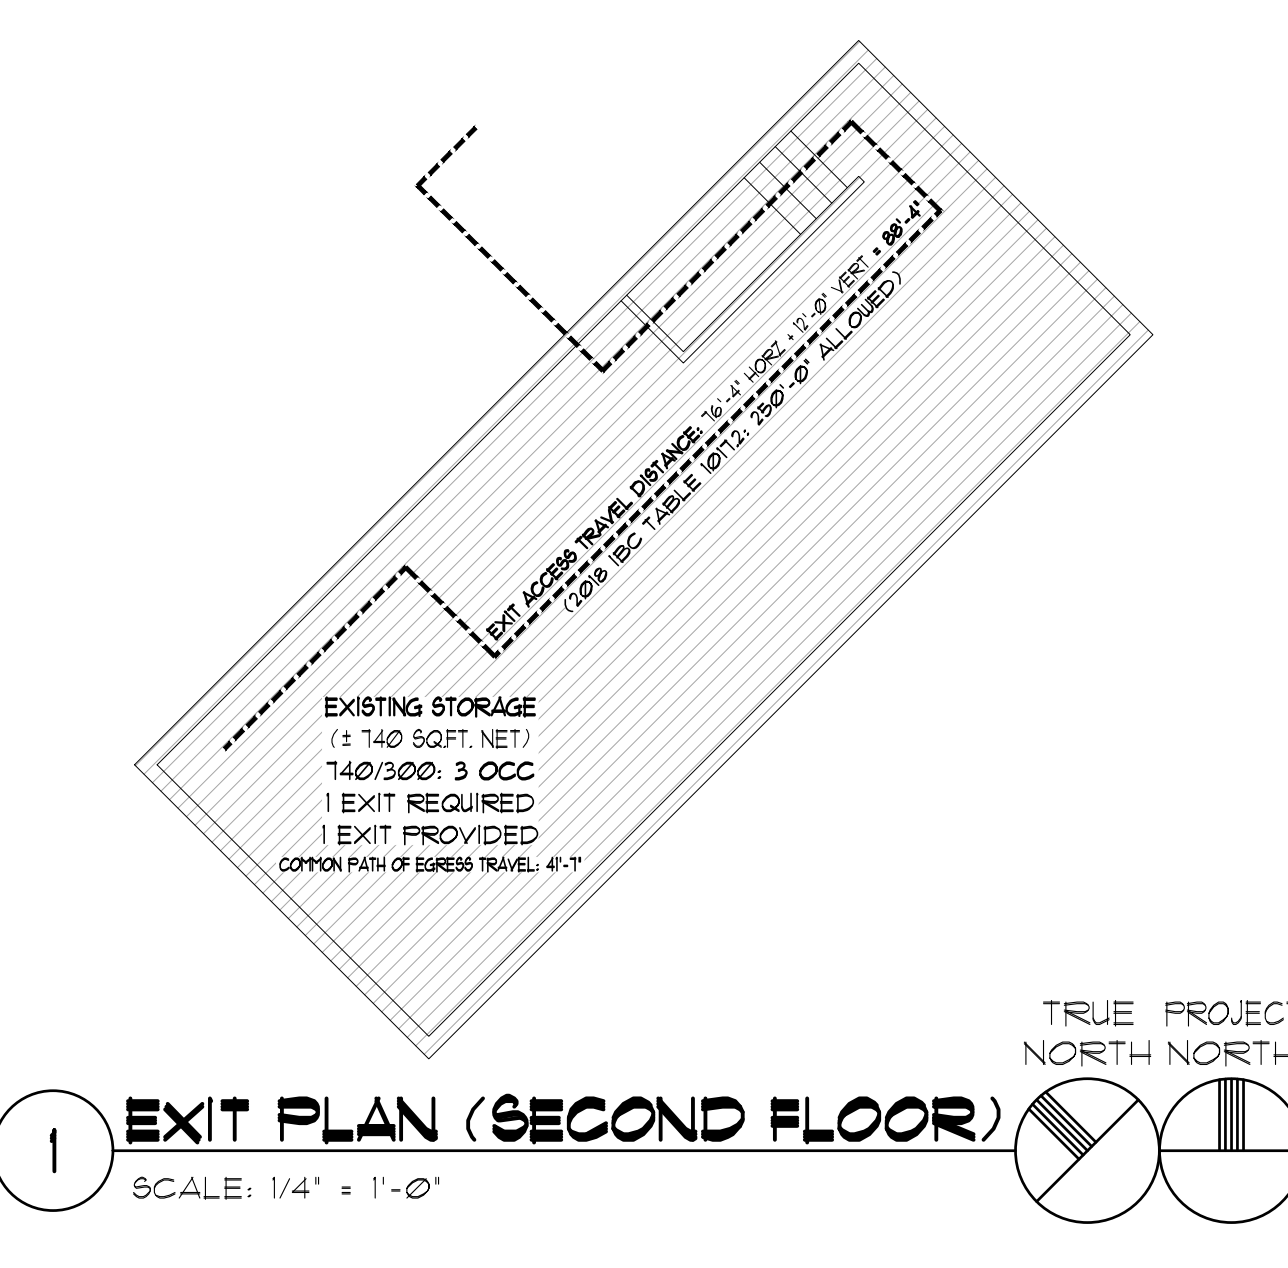 EXIT ACCESS TRAVEL DISTANCE: 76'-4" HORZ + 12'-0" VERT = 88'-4"
(2018 IBC TABLE 1017.2: 250'-0" ALLOWED)
EXISTING STORAGE
(± 740 SQ.FT. NET)
740/300: 3 OCC
1 EXIT REQUIRED
1 EXIT PROVIDED
COMMON PATH OF EGRESS TRAVEL: 41'-7"
TRUE NORTH
PROJECT NORTH
1
EXIT PLAN (SECOND FLOOR)
SCALE: 1/4" = 1'-0"